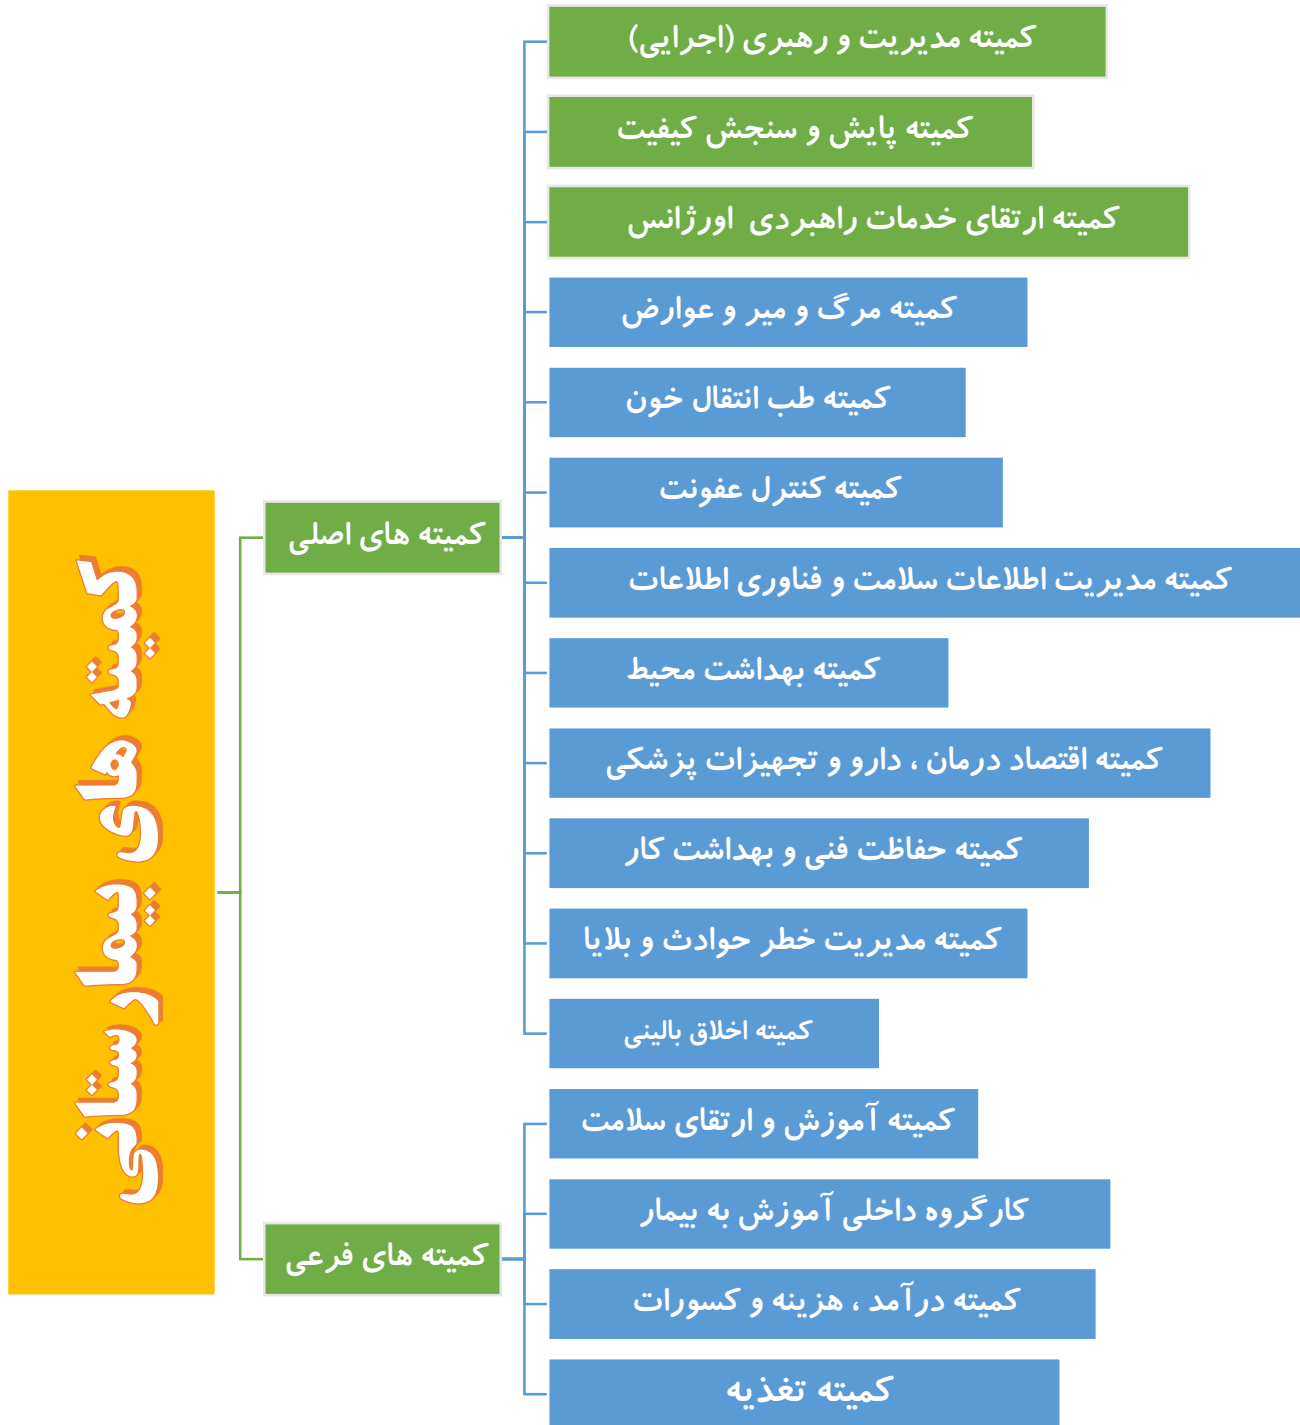 کمیته های بیمارستانی
کمیته های اصلی
کمیته مدیریت و رهبری (اجرایی)
کمیته پایش و سنجش کیفیت
کمیته ارتقای خدمات راهبردی اورژانس
کمیته مرگ و میر و عوارض
کمیته طب انتقال خون
کمیته کنترل عفونت
کمیته مدیریت اطلاعات سلامت و فناوری اطلاعات
کمیته بهداشت محیط
کمیته اقتصاد درمان ، دارو و تجهیزات پزشکی
کمیته حفاظت فنی و بهداشت کار
کمیته مدیریت خطر حوادث و بلایا
کمیته اخلاق بالینی
کمیته های فرعی
کمیته آموزش و ارتقای سلامت
کارگروه داخلی آموزش به بیمار
کمیته درآمد ، هزینه و کسورات
کمیته تغذیه